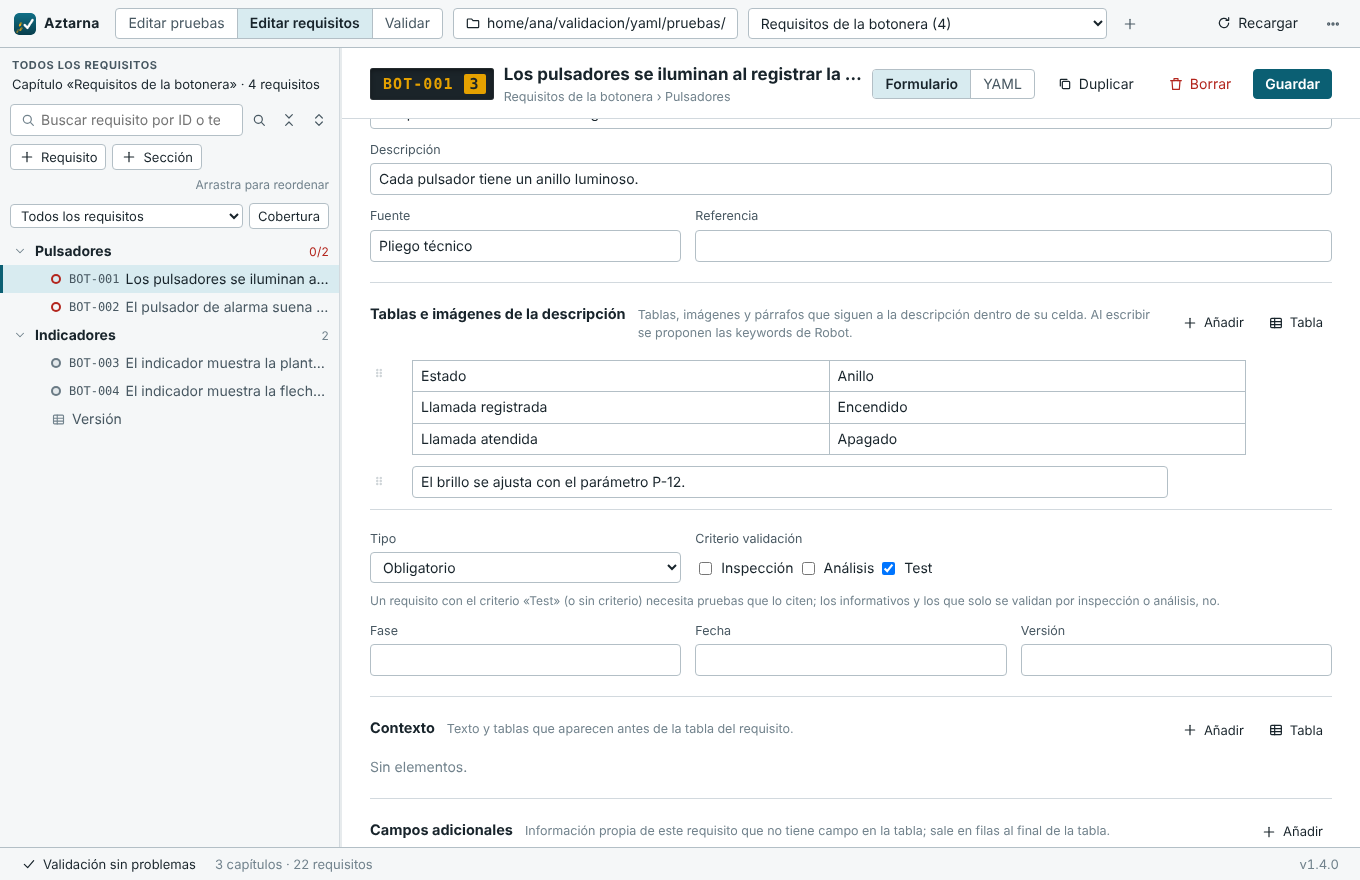 Aztarna
Editar pruebas
Editar requisitos
Validar
home/ana/validacion/yaml/pruebas/
Requisitos de la botonera (4)
Recargar
TODOS LOS REQUISITOS
Capítulo «Requisitos de la botonera» · 4 requisitos
Buscar requisito por ID o te
Requisito
Sección
Arrastra para reordenar
Todos los requisitos
Cobertura
Pulsadores 0/2
BOT-001 Los pulsadores se iluminan a...
BOT-002 El pulsador de alarma suena ...
Indicadores 2
BOT-003 El indicador muestra la plant...
BOT-004 El indicador muestra la flech...
Versión
BOT-001 3
Los pulsadores se iluminan al registrar la ...
Requisitos de la botonera › Pulsadores
Formulario
YAML
Duplicar
Borrar
Guardar
Descripción
Cada pulsador tiene un anillo luminoso.
Fuente
Referencia
Pliego técnico
Tablas e imágenes de la descripción
Tablas, imágenes y párrafos que siguen a la descripción dentro de su celda. Al escribir
se proponen las keywords de Robot.
Añadir
Tabla
Estado Anillo
Llamada registrada Encendido
Llamada atendida Apagado
El brillo se ajusta con el parámetro P-12.
Tipo
Criterio validación
Obligatorio
Inspección
Análisis
Test
Un requisito con el criterio «Test» (o sin criterio) necesita pruebas que lo citen; los informativos y los que solo se validan por inspección o análisis, no.
Fase
Fecha
Versión
Contexto
Texto y tablas que aparecen antes de la tabla del requisito.
Añadir
Tabla
Sin elementos.
Campos adicionales
Información propia de este requisito que no tiene campo en la tabla; sale en filas al final de la tabla.
Añadir
Validación sin problemas
3 capítulos · 22 requisitos
v1.4.0